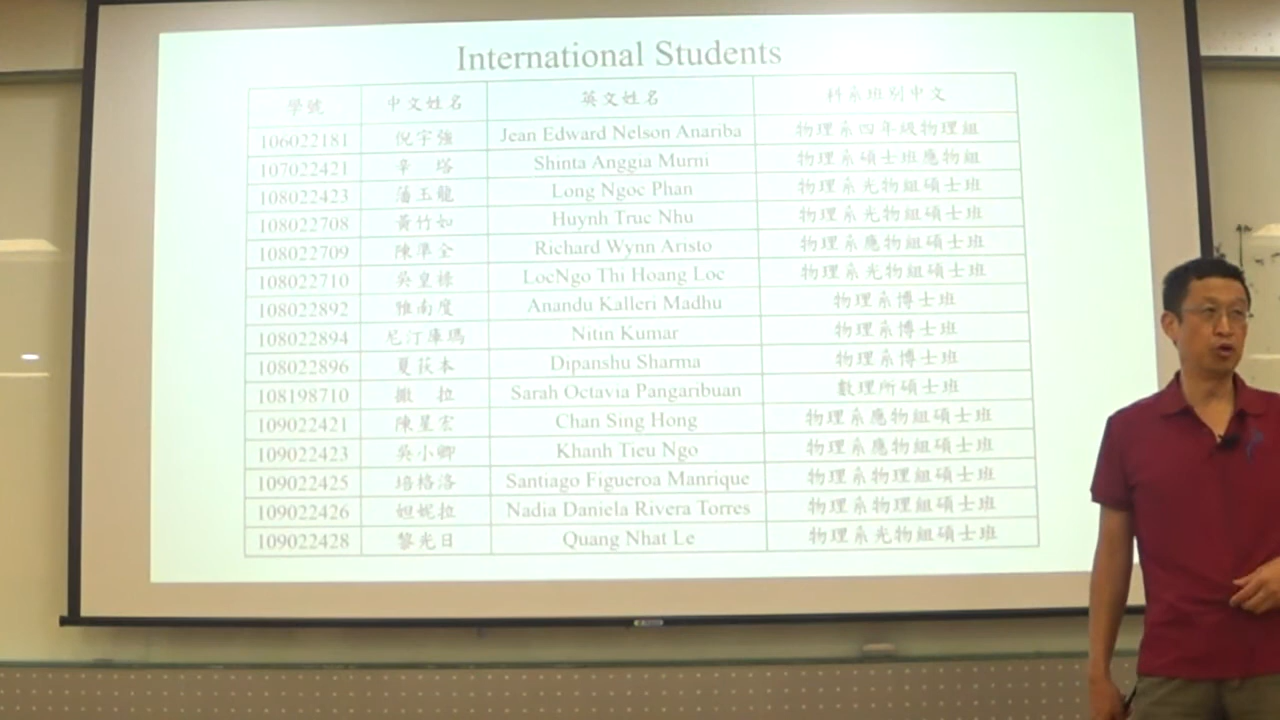 International Students
學號 中文姓名 英文姓名 科系班別中文
106022181 倪宇強 Jean Edward Nelson Anariba 物理系四年級物理組
107022421 辛 塔 Shinta Anggia Murni 物理系碩士班應物組
108022423 潘玉龍 Long Ngoc Phan 物理系光物組碩士班
108022708 黃竹如 Huynh Truc Nhu 物理系光物組碩士班
108022709 陳準全 Richard Wynn Aristo 物理系應物組碩士班
108022710 吳皇祿 LocNgo Thi Hoang Loc 物理系光物組碩士班
108022892 雅南度 Anandu Kalleri Madhu 物理系博士班
108022894 尼汀庫瑪 Nitin Kumar 物理系博士班
108022896 夏荻本 Dipanshu Sharma 物理系博士班
108198710 撒 拉 Sarah Octavia Pangaribuan 數理所碩士班
109022421 陳星宏 Chan Sing Hong 物理系應物組碩士班
109022423 吳小卿 Khanh Tieu Ngo 物理系應物組碩士班
109022425 培格洛 Santiago Figueroa Manrique 物理系物理組碩士班
109022426 妲妮拉 Nadia Daniela Rivera Torres 物理系物理組碩士班
109022428 黎光日 Quang Nhat Le 物理系光物組碩士班